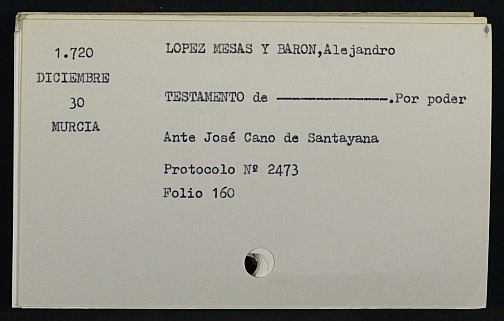 1.720
DICIEMBRE
30
MURCIA
LOPEZ MESAS Y BARON,Alejandro
TESTAMENTO de ——————————————.Por poder
Ante José Cano de Santayana
Protocolo Nº 2473
Folio 160